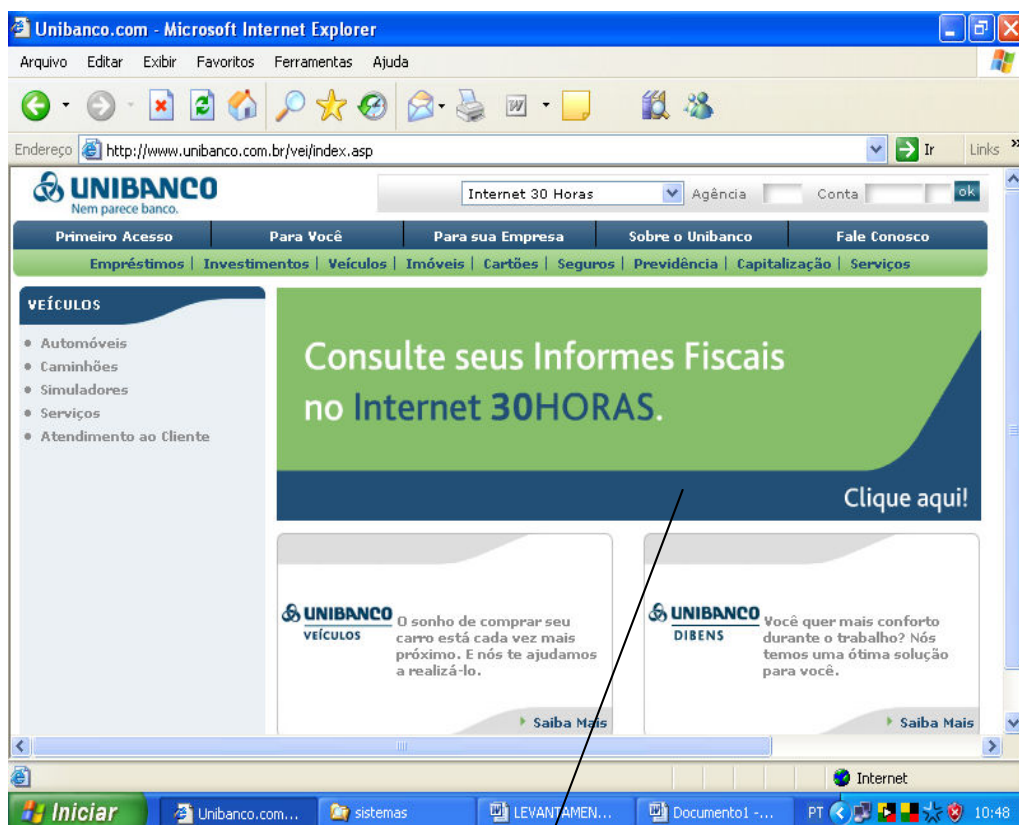 Unibanco.com - Microsoft Internet Explorer
Arquivo Editar Exibir Favoritos Ferramentas Ajuda
Endereço http://www.unibanco.com.br/vei/index.asp Ir Links »
UNIBANCO
Nem parece banco.
Internet 30 Horas Agência Conta ok
Primeiro Acesso Para Você Para sua Empresa Sobre o Unibanco Fale Conosco
Empréstimos | Investimentos | Veículos | Imóveis | Cartões | Seguros | Previdência | Capitalização | Serviços
VEÍCULOS
Automóveis
Caminhões
Simuladores
Serviços
Atendimento ao Cliente
Consulte seus Informes Fiscais
no Internet 30HORAS.
Clique aqui!
UNIBANCO
VEÍCULOS
O sonho de comprar seu
carro está cada vez mais
próximo. E nós te ajudamos
a realizá-lo.
Saiba Mais
UNIBANCO
DIBENS
Você quer mais conforto
durante o trabalho? Nós
temos uma ótima solução
para você.
Saiba Mais
Internet
Iniciar Unibanco.com... sistemas LEVANTAMEN... Documento1 -... PT 10:48